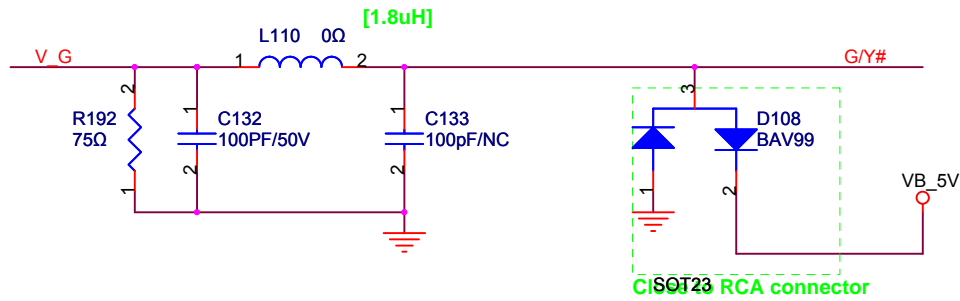 [1.8uH]
L110 0Ω
V_G 1 2 G/Y#
2 1 1 3
R192 C132 C133 D108
75Ω 100PF/50V 100pF/NC BAV99
1 2 2 1 2 VB_5V
SOT23
Close to RCA connector